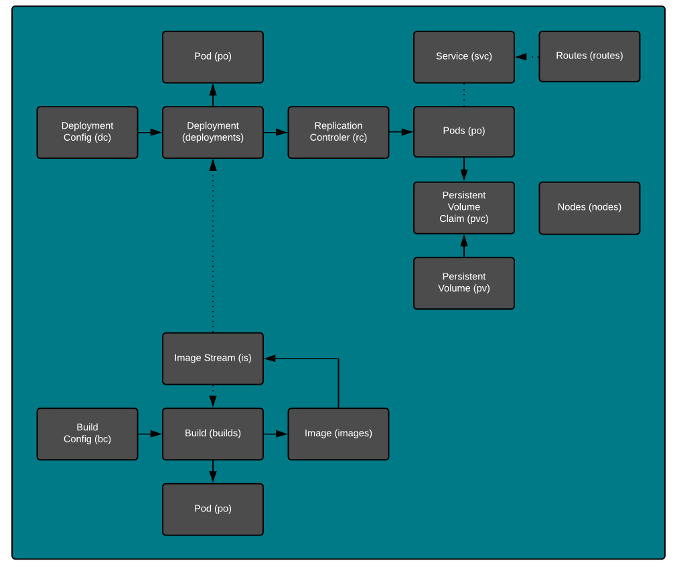 Pod (po)
Service (svc)
Routes (routes)
Deployment
Config (dc)
Deployment
(deployments)
Replication
Controler (rc)
Pods (po)
Persistent
Volume
Claim (pvc)
Nodes (nodes)
Persistent
Volume (pv)
Image Stream (is)
Build
Config (bc)
Build (builds)
Image (images)
Pod (po)